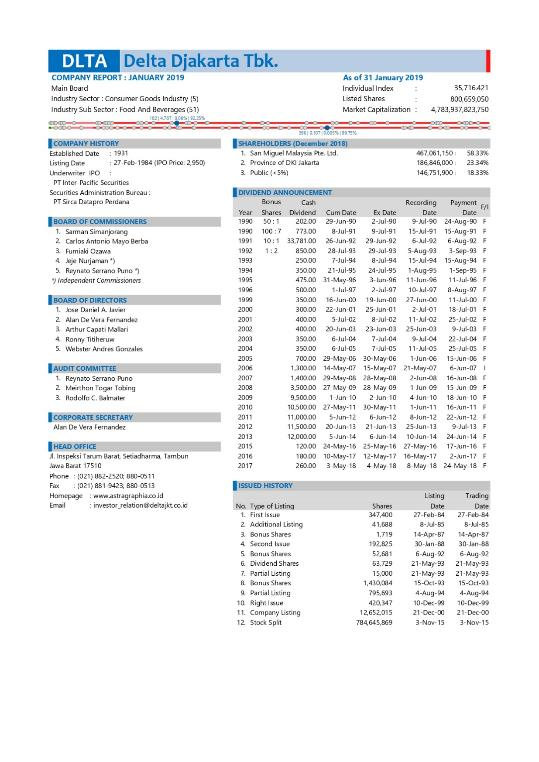 DLTA Delta Djakarta Tbk.
COMPANY REPORT : JANUARY 2019 As of 31 January 2019
Main Board Individual Index : 35,716.421
Industry Sector : Consumer Goods Industry (5) Listed Shares : 800,659,050
Industry Sub Sector : Food And Beverages (51) Market Capitalization : 4,783,937,823,750
COMPANY HISTORY
Established Date : 1931
Listing Date : 27-Feb-1984 (IPO Price: 2,950)
Underwriter IPO :
PT Inter-Pacific Securities
Securities Administration Bureau :
PT Sirca Datapro Perdana
BOARD OF COMMISSIONERS
1. Sarman Simanjorang
2. Carlos Antonio Mayo Berba
3. Fumiaki Ozawa
4. Jeje Nurjaman *)
5. Reynato Serrano Puno *)
*) Independent Commissioners
BOARD OF DIRECTORS
1. Jose Daniel A. Javier
2. Alan De Vera Fernandez
3. Arthur Capati Mallari
4. Ronny Titiheruw
5. Webster Andres Gonzales
AUDIT COMMITTEE
1. Reynato Serrano Puno
2. Meirthon Togar Tobing
3. Rodolfo C. Balmater
CORPORATE SECRETARY
Alan De Vera Fernandez
HEAD OFFICE
Jl. Inspeksi Tarum Barat, Setiadharma, Tambun
Jawa Barat 17510
Phone : (021) 882-2520; 880-0511
Fax : (021) 881-9423; 880-0513
Homepage : www.astragraphia.co.id
Email : investor_relation@deltajkt.co.id
SHAREHOLDERS (December 2018)
1. San Miguel Malaysia Pte. Ltd. 467,061,150 : 58.33%
2. Province of DKI Jakarta 186,846,000 : 23.34%
3. Public (<5%) 146,751,900 : 18.33%
DIVIDEND ANNOUNCEMENT
Bonus Cash Recording Payment F/I
Year Shares Dividend Cum Date Ex Date Date Date
1990 50 : 1 202.00 29-Jun-90 2-Jul-90 9-Jul-90 24-Aug-90 F
1990 100 : 7 773.00 8-Jul-91 9-Jul-91 15-Jul-91 15-Aug-91 F
1991 10 : 1 33,781.00 26-Jun-92 29-Jun-92 6-Jul-92 6-Aug-92 F
1992 1 : 2 850.00 28-Jul-93 29-Jul-93 5-Aug-93 3-Sep-93 F
1993 250.00 7-Jul-94 8-Jul-94 15-Jul-94 15-Aug-94 F
1994 350.00 21-Jul-95 24-Jul-95 1-Aug-95 1-Sep-95 F
1995 475.00 31-May-96 3-Jun-96 11-Jun-96 11-Jul-96 F
1996 500.00 1-Jul-97 2-Jul-97 10-Jul-97 8-Aug-97 F
1999 350.00 16-Jun-00 19-Jun-00 27-Jun-00 11-Jul-00 F
2000 300.00 22-Jun-01 25-Jun-01 2-Jul-01 18-Jul-01 F
2001 400.00 5-Jul-02 8-Jul-02 11-Jul-02 25-Jul-02 F
2002 400.00 20-Jun-03 23-Jun-03 25-Jun-03 9-Jul-03 F
2003 350.00 6-Jul-04 7-Jul-04 9-Jul-04 22-Jul-04 F
2004 350.00 6-Jul-05 7-Jul-05 11-Jul-05 25-Jul-05 F
2005 700.00 29-May-06 30-May-06 1-Jun-06 15-Jun-06 F
2006 1,300.00 14-May-07 15-May-07 21-May-07 6-Jun-07 I
2007 1,400.00 29-May-08 28-May-08 2-Jun-08 16-Jun-08 F
2008 3,500.00 27-May-09 28-May-09 1-Jun-09 15-Jun-09 F
2009 9,500.00 1-Jun-10 2-Jun-10 4-Jun-10 18-Jun-10 F
2010 10,500.00 27-May-11 30-May-11 1-Jun-11 16-Jun-11 F
2011 11,000.00 5-Jun-12 6-Jun-12 8-Jun-12 22-Jun-12 F
2012 11,500.00 20-Jun-13 21-Jun-13 25-Jun-13 9-Jul-13 F
2013 12,000.00 5-Jun-14 6-Jun-14 10-Jun-14 24-Jun-14 F
2015 120.00 24-May-16 25-May-16 27-May-16 17-Jun-16 F
2016 180.00 10-May-17 12-May-17 16-May-17 2-Jun-17 F
2017 260.00 3-May-18 4-May-18 8-May-18 24-May-18 F
ISSUED HISTORY
Listing Trading
No. Type of Listing Shares Date Date
1. First Issue 347,400 27-Feb-84 27-Feb-84
2. Additional Listing 41,688 8-Jul-85 8-Jul-85
3. Bonus Shares 1,719 14-Apr-87 14-Apr-87
4. Second Issue 192,825 30-Jan-88 30-Jan-88
5. Bonus Shares 52,681 6-Aug-92 6-Aug-92
6. Dividend Shares 63,729 21-May-93 21-May-93
7. Partial Listing 15,000 21-May-93 21-May-93
8. Bonus Shares 1,430,084 15-Oct-93 15-Oct-93
9. Partial Listing 795,693 4-Aug-94 4-Aug-94
10. Right Issue 420,347 10-Dec-99 10-Dec-99
11. Company Listing 12,652,015 21-Dec-00 21-Dec-00
12. Stock Split 784,645,869 3-Nov-15 3-Nov-15